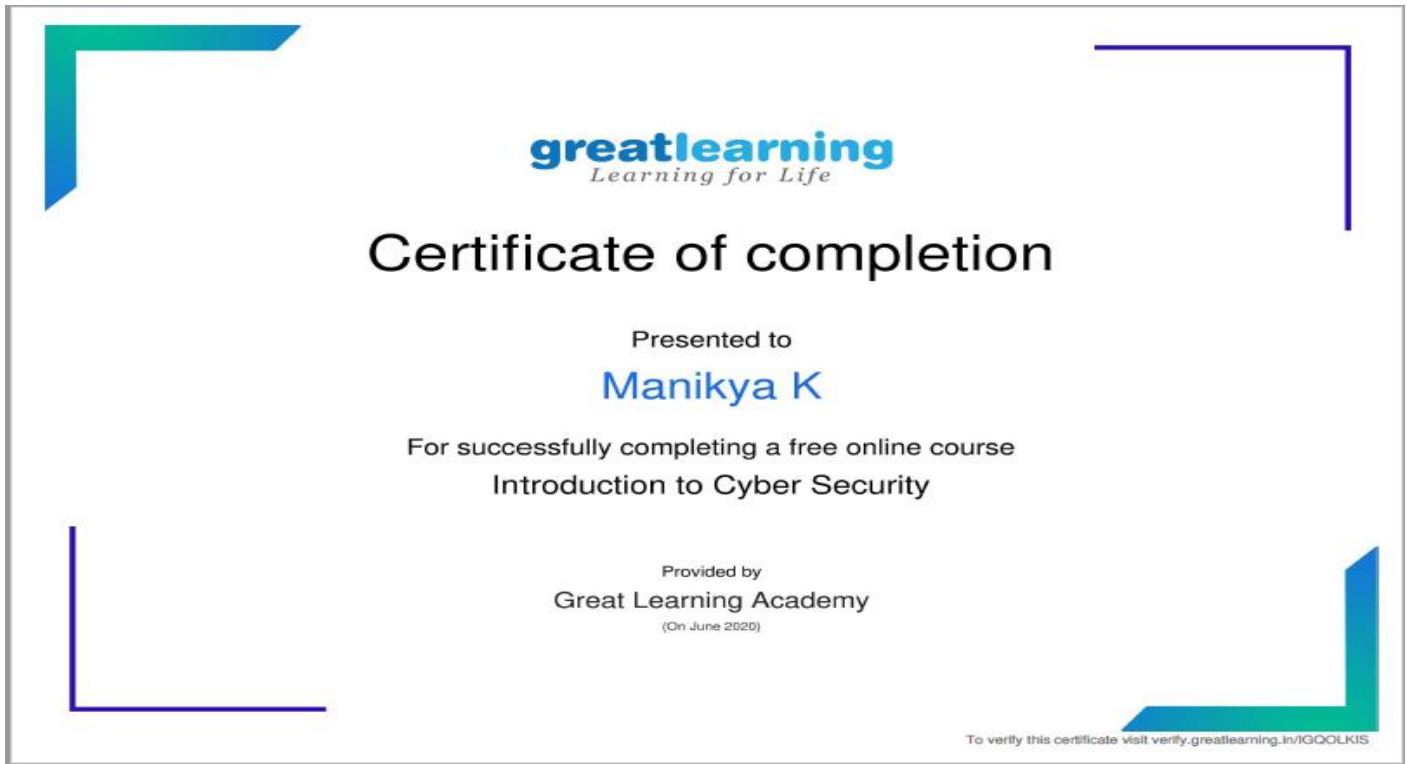 greatlearning
Learning for Life
Certificate of completion
Presented to
Manikya K
For successfully completing a free online course
Introduction to Cyber Security
Provided by
Great Learning Academy
(On June 2020)
To verify this certificate visit verify.greatlearning.in/IGQOLKIS